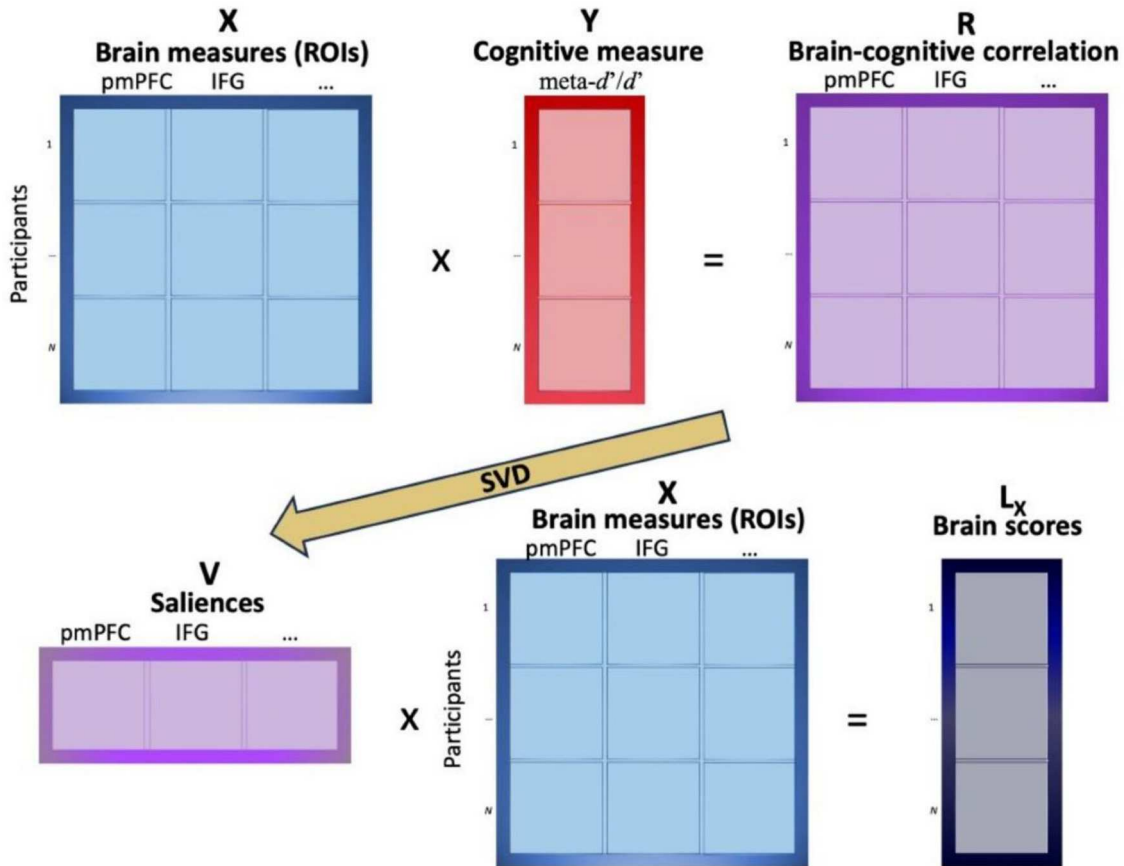 X
Brain measures (ROIs)
pmPFC IFG ...
Y
Cognitive measure
meta-d'/d'
R
Brain-cognitive correlation
pmPFC IFG ...
Participants
1
...
N
X
1
...
N
=
1
...
N
SVD
V
Saliences
pmPFC IFG ...
X
X
Brain measures (ROIs)
pmPFC IFG ...
Participants
1
...
N
=
Lx
Brain scores
1
...
N